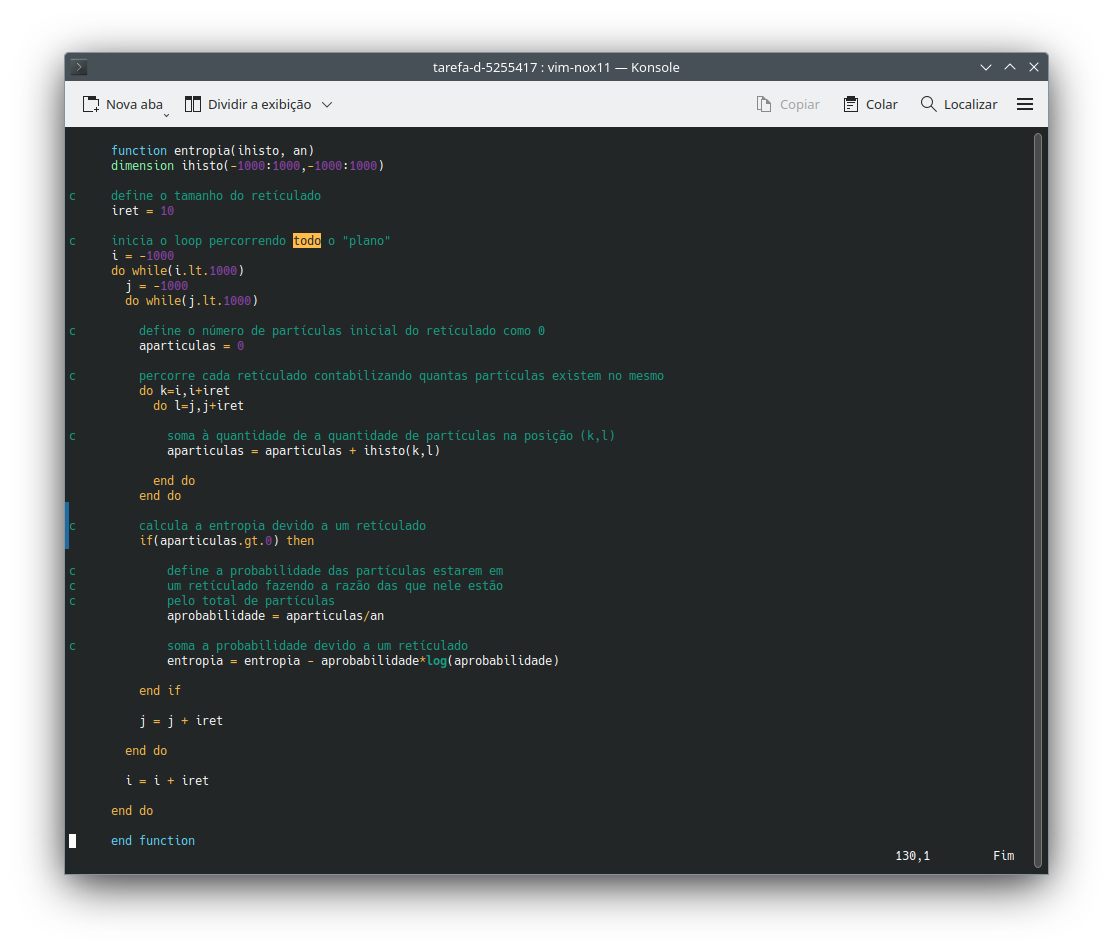 tarefa-d-5255417 : vim-nox11 — Konsole
Nova aba Dividir a exibição Copiar Colar Localizar
function entropia(ihisto, an)
dimension ihisto(-1000:1000,-1000:1000)
c define o tamanho do retículado
iret = 10
c inicia o loop percorrendo todo o "plano"
i = -1000
do while(i.lt.1000)
j = -1000
do while(j.lt.1000)
c define o número de partículas inicial do retículado como 0
aparticulas = 0
c percorre cada retículado contabilizando quantas partículas existem no mesmo
do k=i,i+iret
do l=j,j+iret
c soma à quantidade de a quantidade de partículas na posição (k,l)
aparticulas = aparticulas + ihisto(k,l)
end do
end do
c calcula a entropia devido a um retículado
if(aparticulas.gt.0) then
c define a probabilidade das partículas estarem em
c um retículado fazendo a razão das que nele estão
c pelo total de partículas
aprobabilidade = aparticulas/an
c soma a probabilidade devido a um retículado
entropia = entropia - aprobabilidade*log(aprobabilidade)
end if
j = j + iret
end do
i = i + iret
end do
end function
130,1 Fim